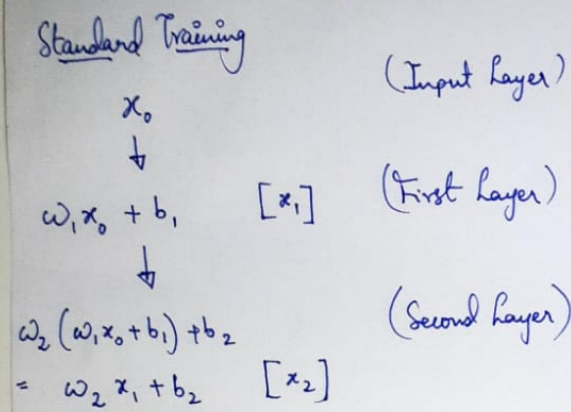 Standard Training
(Input Layer)
x₀
↓
ω₁x₀ + b₁ [x₁] (First Layer)
↓
ω₂(ω₁x₀+b₁)+b₂ (Second Layer)
= ω₂x₁+b₂ [x₂]